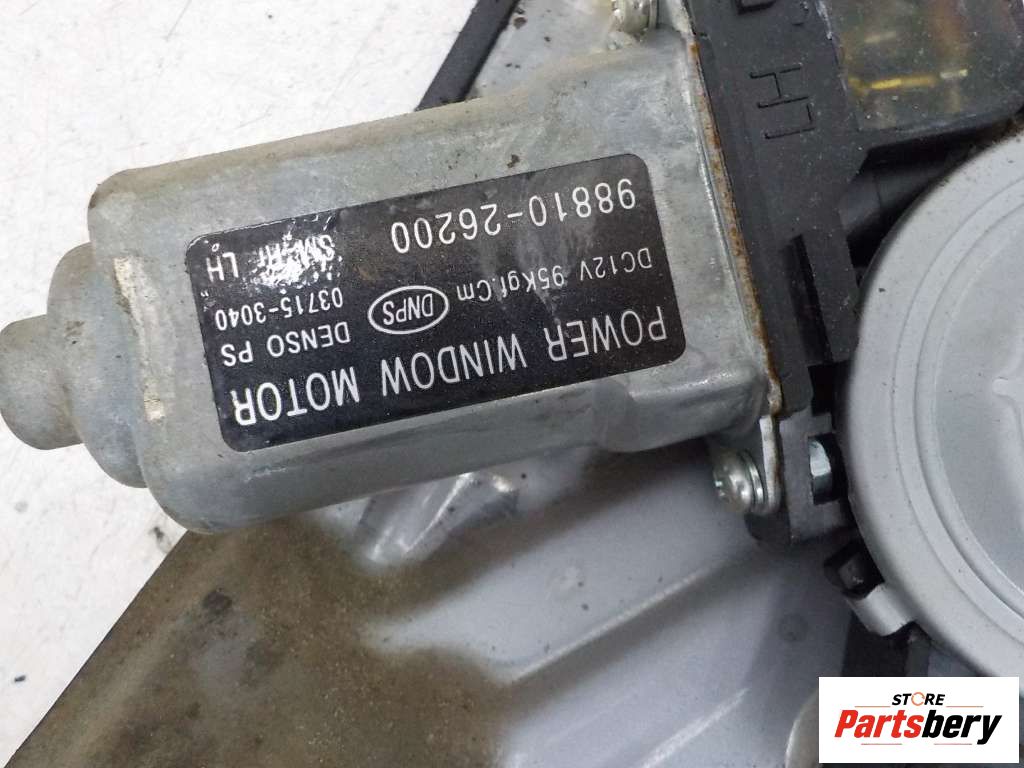 POWER WINDOW MOTOR
DC12V 95Kgf.Cm DNPS DENSO PS
98810-26200 03715-3040
LH
LH
STORE
Partsbery